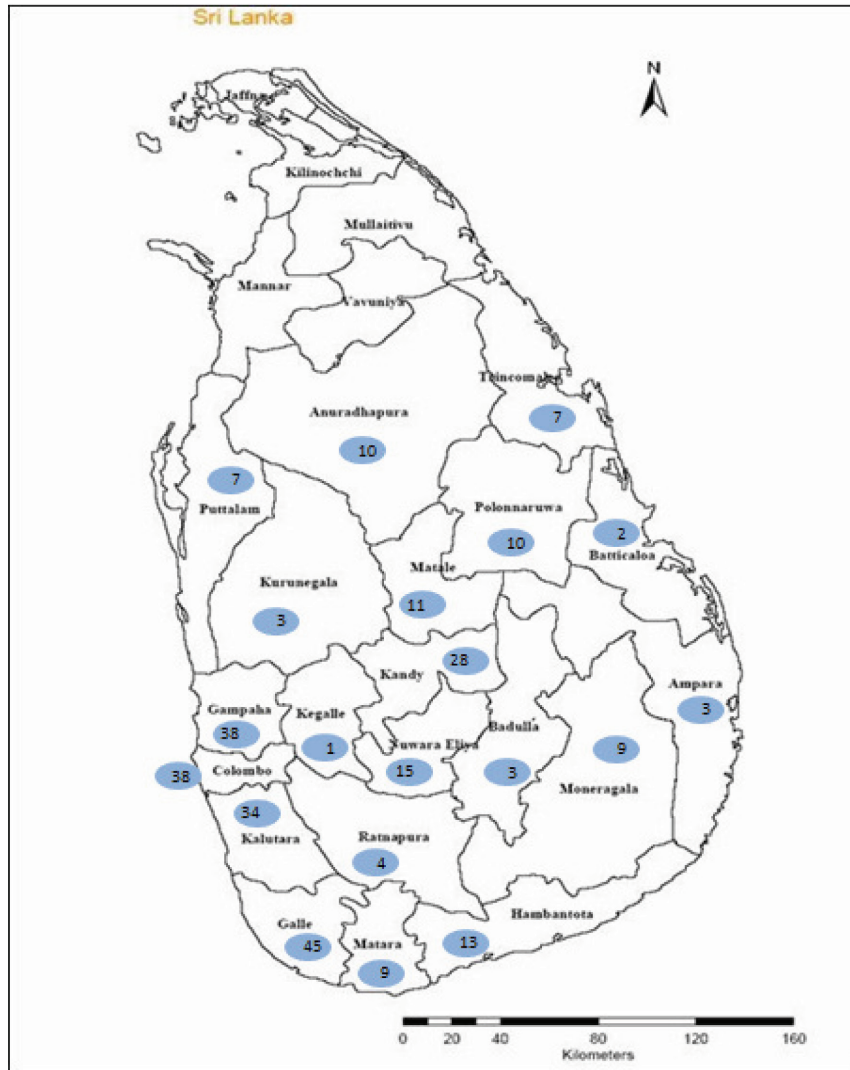 Sri Lanka
N
Jaffna
Kilinochchi
Mullaitivu
Mannar
Vavuniya
Trincomalee
Anuradhapura
7
10
7
Puttalam
Polonnaruwa
10
2
Batticaloa
Matale
11
Kurunegala
3
28
Kandy
Ampara
3
Gampaha
38
Kegalle
1
Badulla
Nuwara Eliya
15
3
9
Moneragala
Colombo
38
34
Kalutara
Ratnapura
4
Hambantota
13
Galle
45
Matara
9
0 20 40 80 120 160
Kilometers